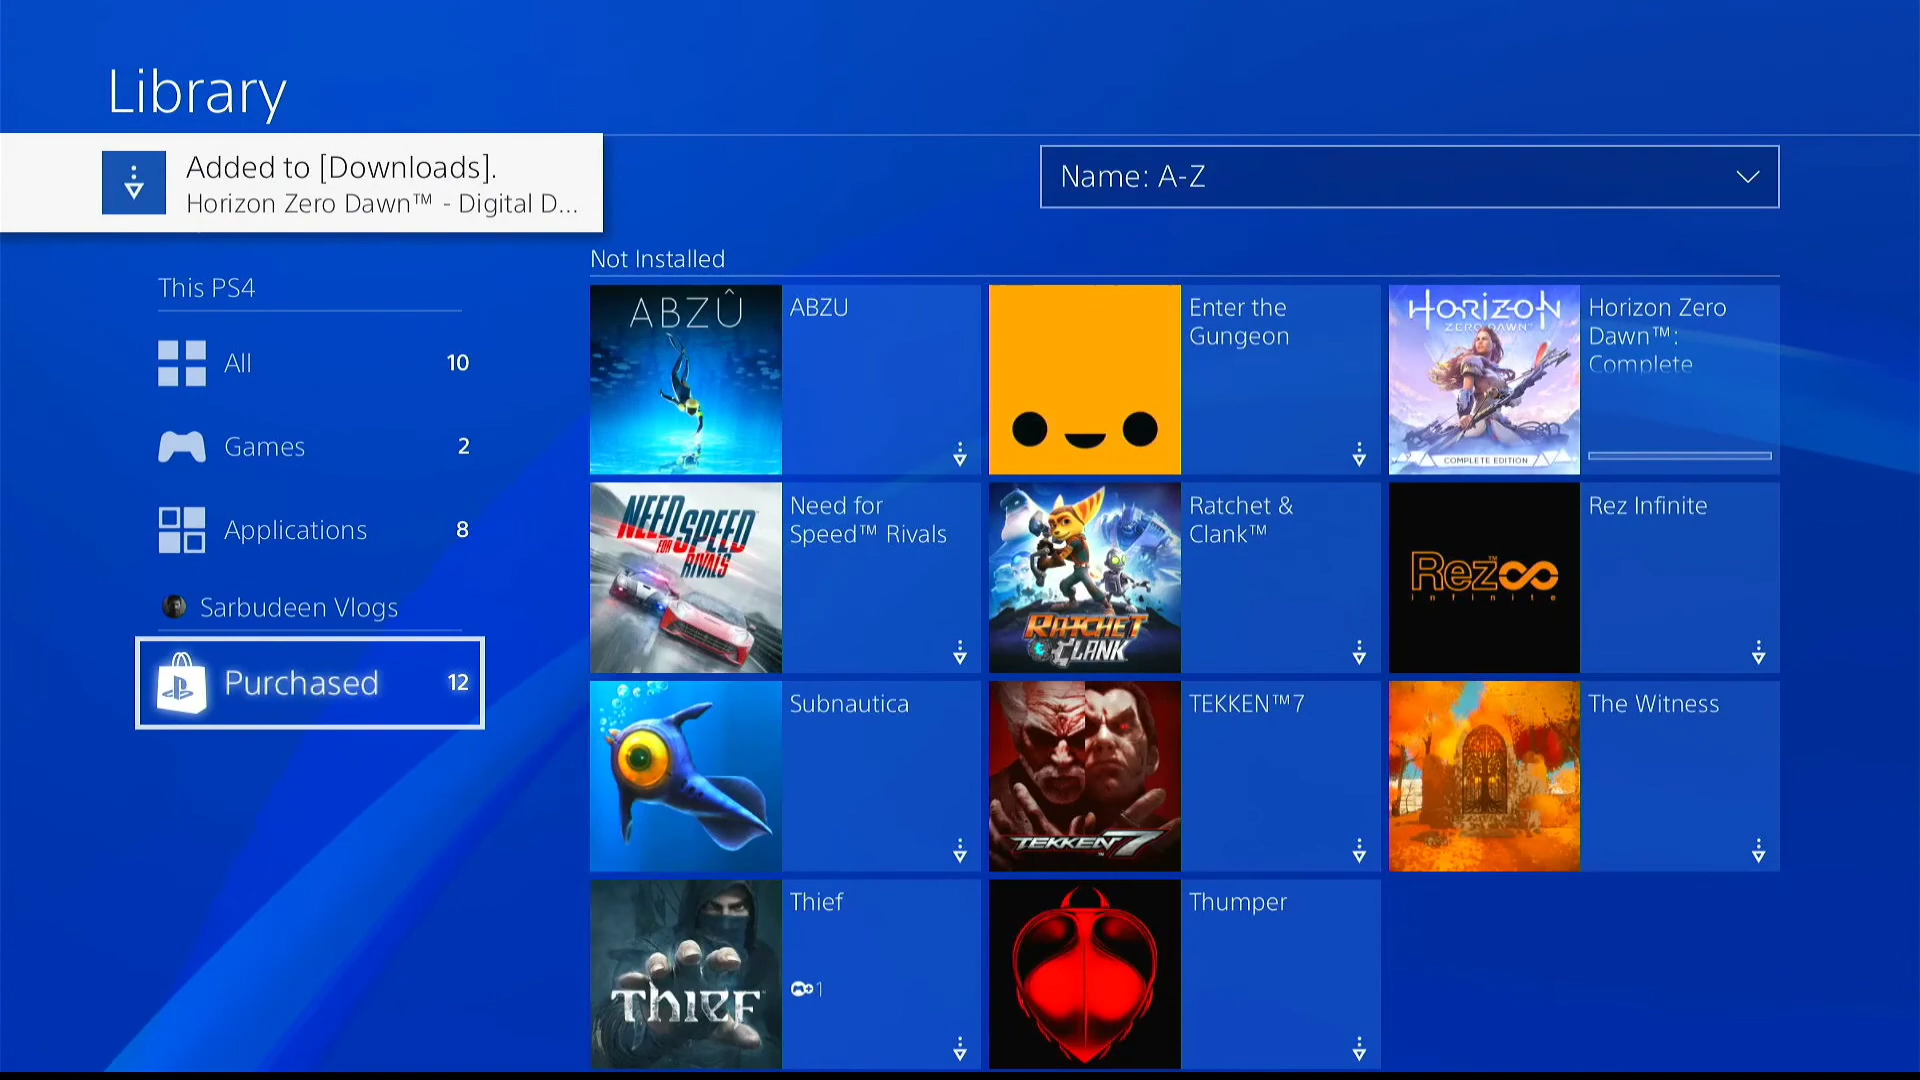 Library
Added to [Downloads].
Horizon Zero Dawn™ - Digital D...
Name: A-Z
This PS4
All 10
Games 2
Applications 8
Sarbudeen Vlogs
Purchased 12
Not Installed
ABZÛ
ABZU
Enter the
Gungeon
HORIZON
ZERO DAWN™
COMPLETE EDITION
Horizon Zero
Dawn™:
Complete
NEED
FOR SPEED
RIVALS
Need for
Speed™ Rivals
RATCHET
CLANK
Ratchet &
Clank™
Rez™
infinite
Rez Infinite
Subnautica
TEKKEN 7
TEKKEN™7
The Witness
THIEF
Thief
1
Thumper